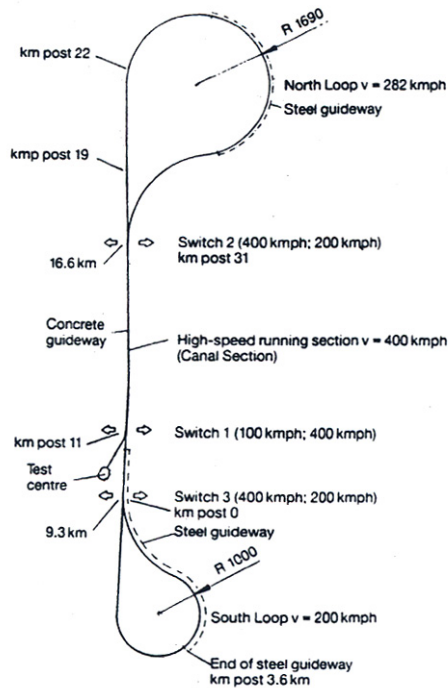 R 1690
km post 22
North Loop v = 282 kmph
Steel guideway
kmp post 19
Switch 2 (400 kmph; 200 kmph)
km post 31
16.6 km
Concrete
guideway
High-speed running section v = 400 kmph
(Canal Section)
Switch 1 (100 kmph; 400 kmph)
km post 11
Test
centre
Switch 3 (400 kmph; 200 kmph)
km post 0
9.3 km
Steel guideway
R 1000
South Loop v = 200 kmph
End of steel guideway
km post 3.6 km